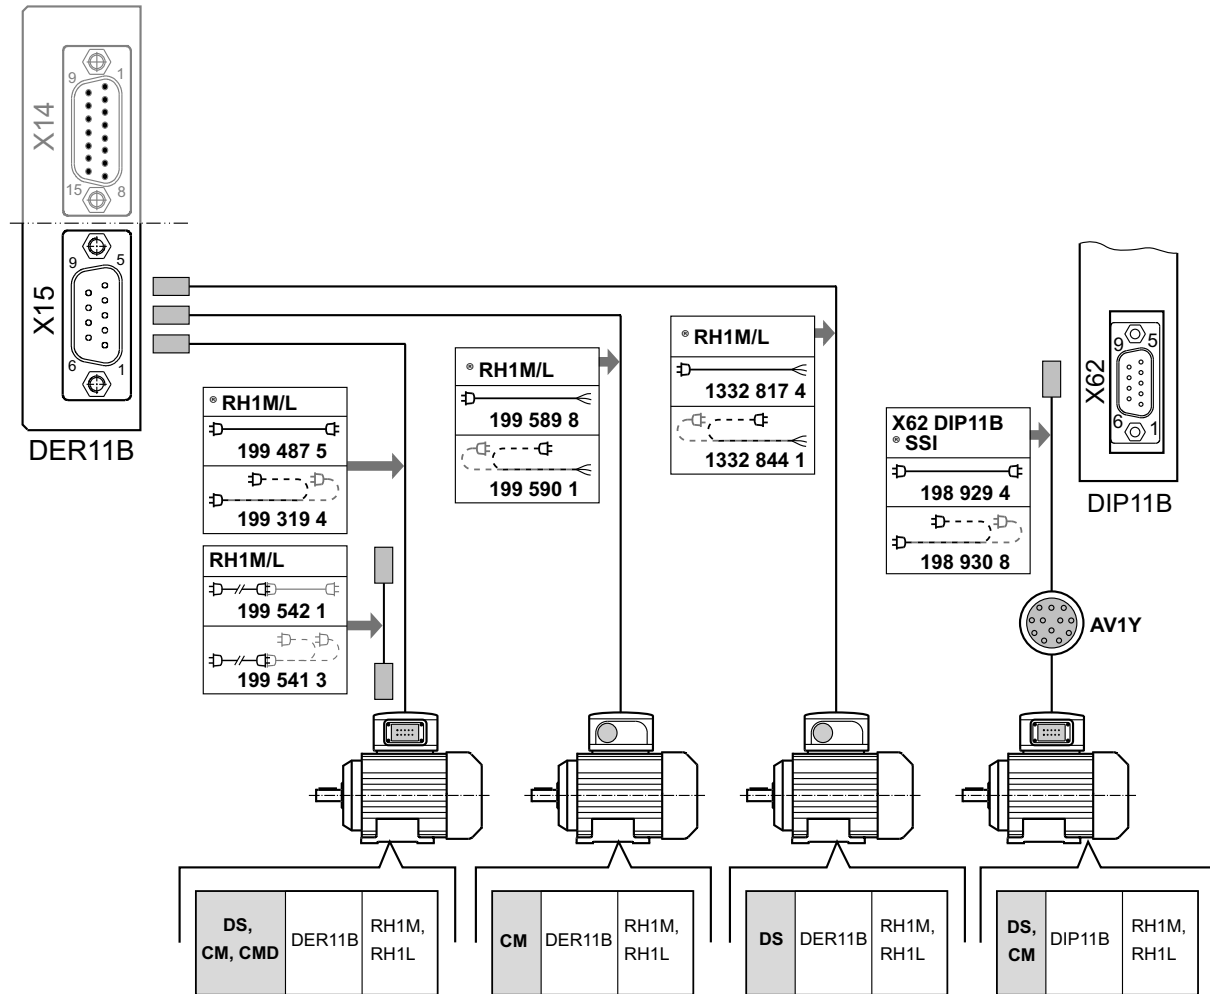 X14
9
1
15
8
X15
9
5
6
1
DER11B
® RH1M/L
199 487 5
199 319 4
RH1M/L
199 542 1
199 541 3
® RH1M/L
199 589 8
199 590 1
® RH1M/L
1332 817 4
1332 844 1
X62 DIP11B
® SSI
198 929 4
198 930 8
X62
9
5
6
1
DIP11B
AV1Y
DS,
CM, CMD
DER11B
RH1M,
RH1L
CM
DER11B
RH1M,
RH1L
DS
DER11B
RH1M,
RH1L
DS,
CM
DIP11B
RH1M,
RH1L